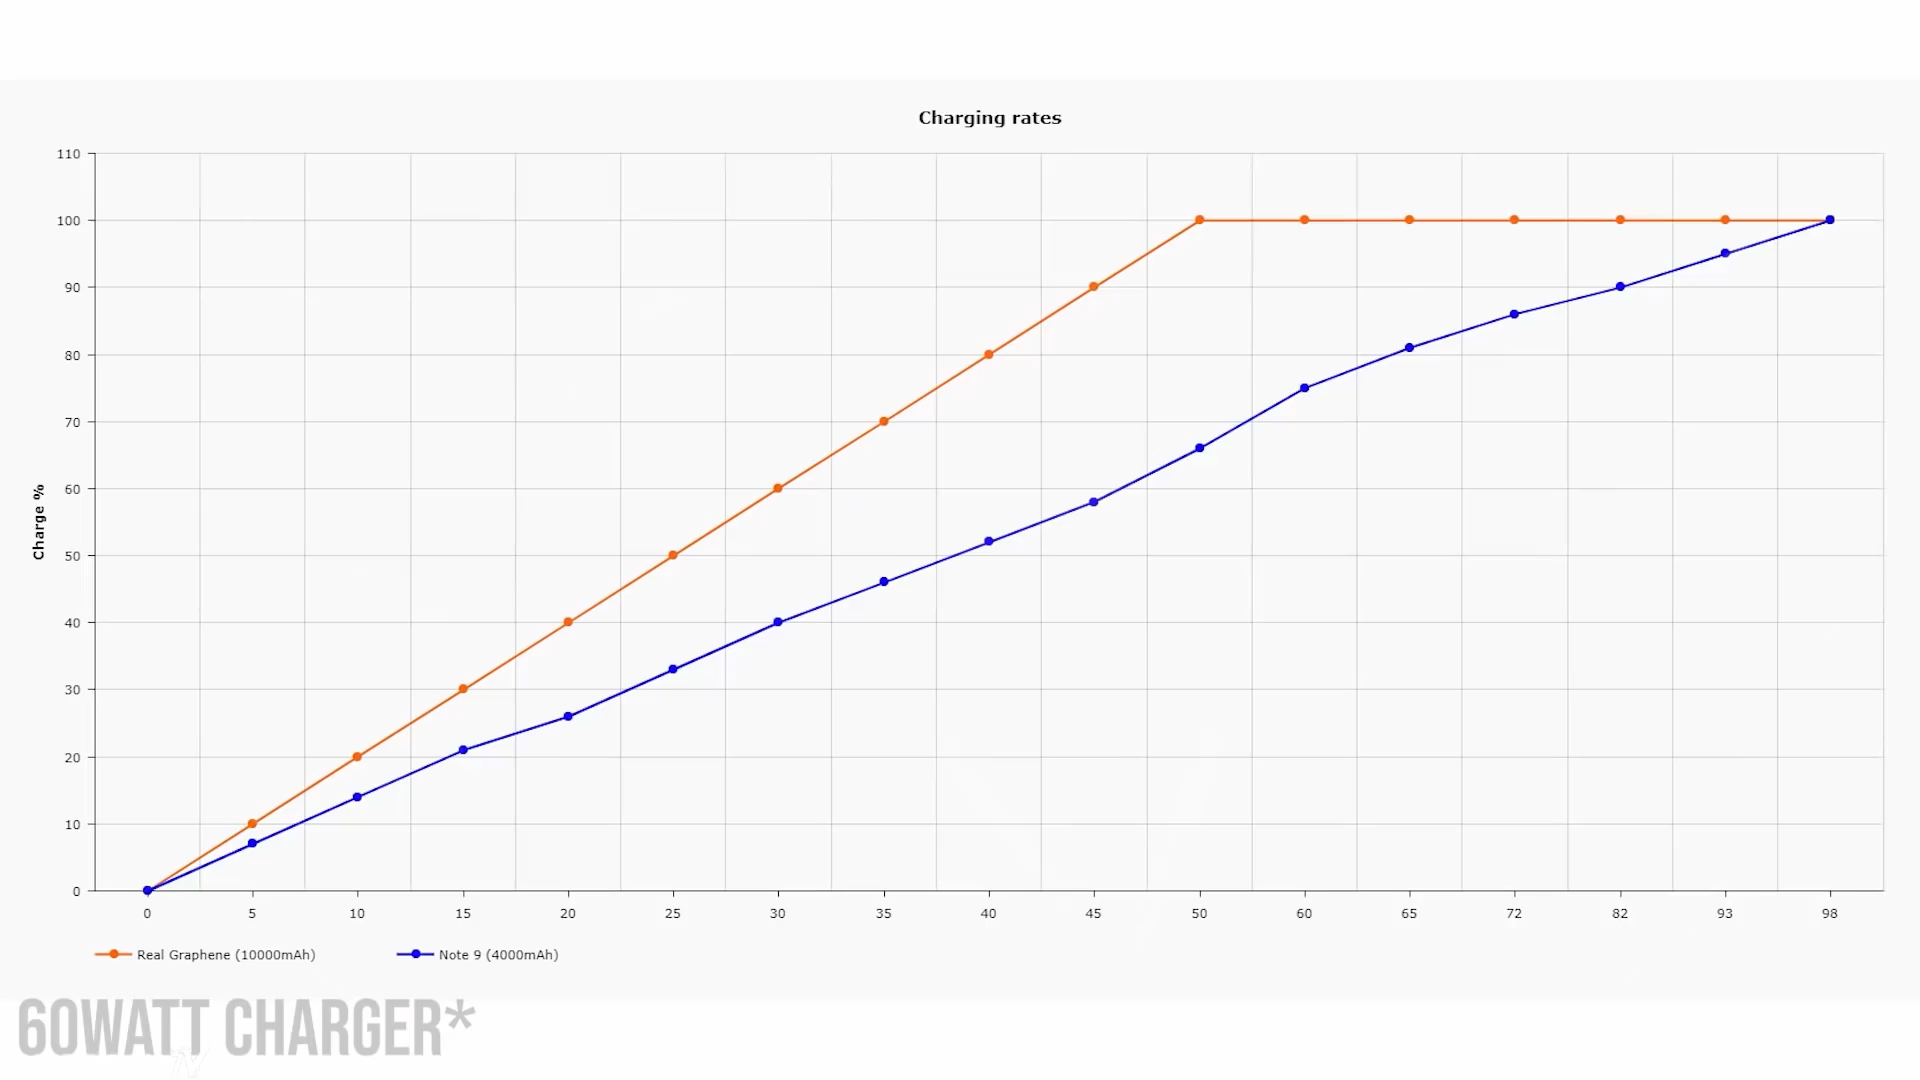 Charging rates
110
100
90
80
70
60
50
40
30
20
10
0
Charge %
0 5 10 15 20 25 30 35 40 45 50 60 65 72 82 93 98
Real Graphene (10000mAh) Note 9 (4000mAh)
60WATT CHARGER*